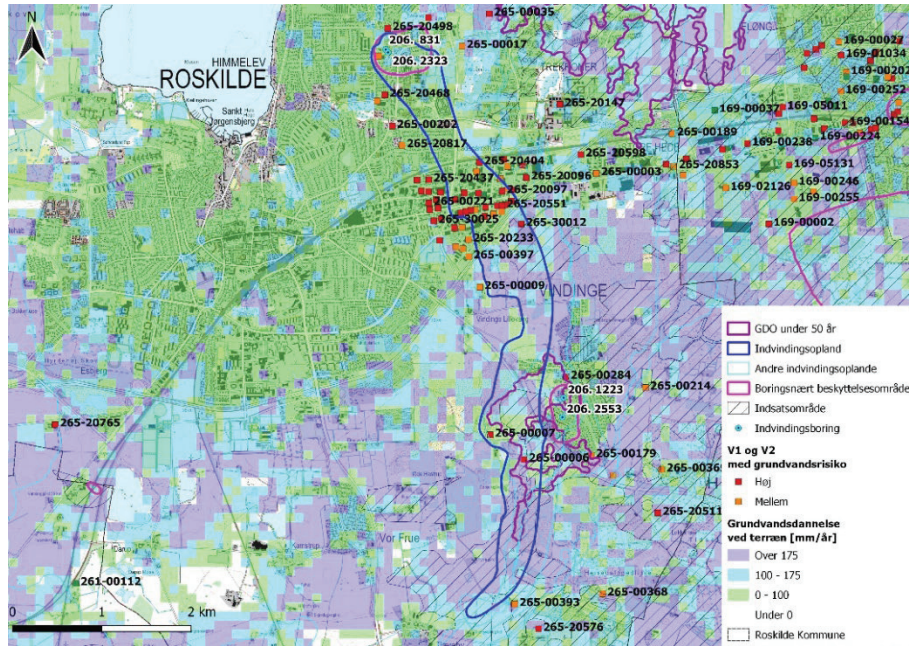 265-00035
265-20498
206. 831
265-00017
206. 2323
HIMMELEV
ROSKILDE
Sankt
Jørgensbjerg
265-20468
265-00202
265-20817
265-20147
265-00189
169-00027
169-01034
169-00202
169-00252
169-00037
169-05011
169-00154
169-00224
169-00238
265-20404
265-20598
265-20853
169-05131
265-20437
265-20096
265-00003
169-02126
169-00246
169-00255
265-20097
265-00221
265-20551
265-30025
265-30012
169-00002
265-20233
265-00397
265-00009
VINDINGE
Vindinge Lillevang
265-00284
206. 1223
265-00214
206. 2553
265-20765
265-00007
265-00006
265-00179
265-20511
Vor Frue
Kamstrup
Darup
261-00112
265-00393
265-00368
265-20576
0 1 2 km
GDO under 50 år
Indvindingsopland
Andre indvindingsoplande
Boringsnært beskyttelsesområde
Indsatsområde
Indvindingsboring
V1 og V2
med grundvandsrisiko
Høj
Mellem
Grundvandsdannelse
ved terræn [mm/år]
Over 175
100 - 175
0 - 100
Under 0
Roskilde Kommune